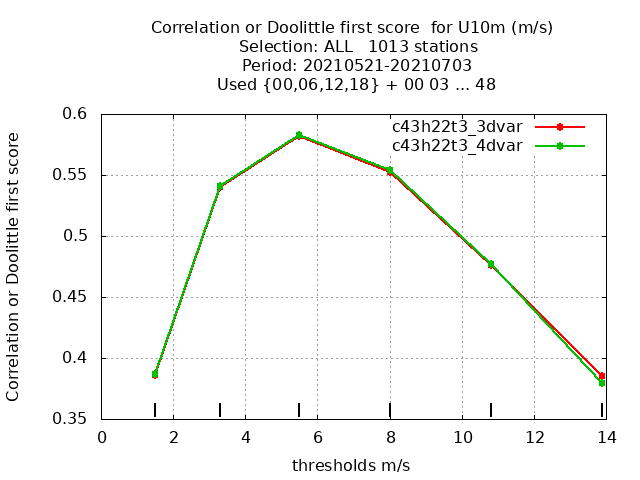 Correlation or Doolittle first score  for U10m (m/s)
Selection: ALL   1013 stations
Period: 20210521-20210703
Used {00,06,12,18} + 00 03 ... 48
c43h22t3_3dvar
c43h22t3_4dvar
Correlation or Doolittle first score
0.6
0.55
0.5
0.45
0.4
0.35
0 2 4 6 8 10 12 14
thresholds m/s